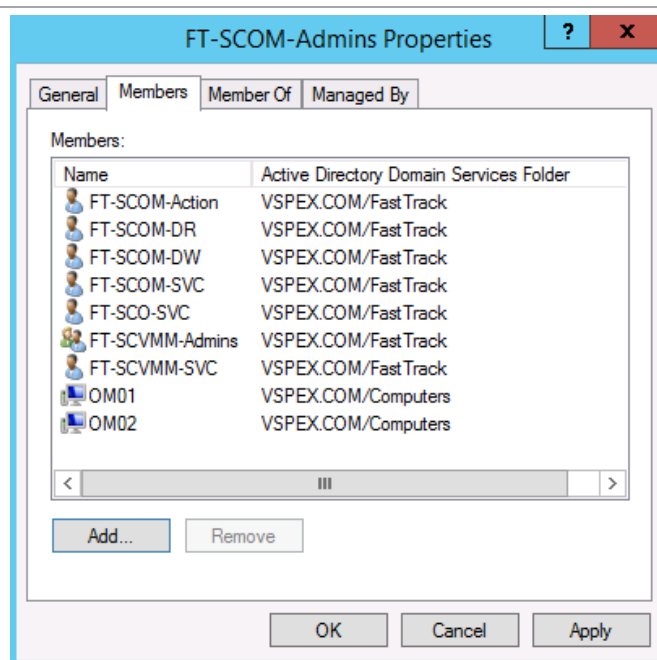 FT-SCOM-Admins Properties ? x
General Members Member Of Managed By
Members:
Name Active Directory Domain Services Folder
FT-SCOM-Action VSPEX.COM/FastTrack
FT-SCOM-DR VSPEX.COM/FastTrack
FT-SCOM-DW VSPEX.COM/FastTrack
FT-SCOM-SVC VSPEX.COM/FastTrack
FT-SCO-SVC VSPEX.COM/FastTrack
FT-SCVMM-Admins VSPEX.COM/FastTrack
FT-SCVMM-SVC VSPEX.COM/FastTrack
OM01 VSPEX.COM/Computers
OM02 VSPEX.COM/Computers
Add... Remove
OK Cancel Apply